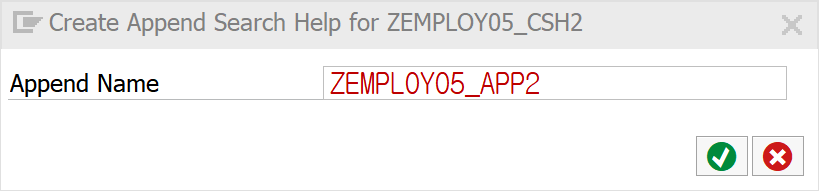 Create Append Search Help for ZEMPLOY05_CSH2
Append Name ZEMPLOY05_APP2